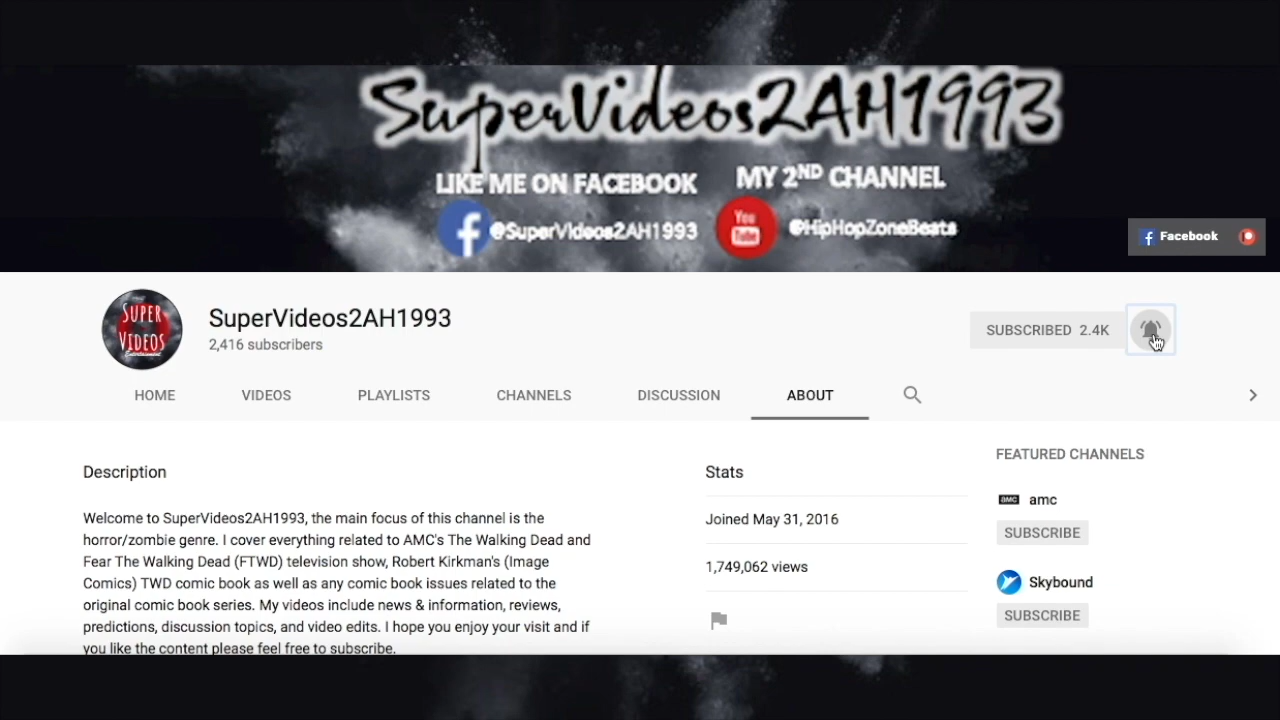 SuperVideos2AH1993
LIKE ME ON FACEBOOK
MY 2ND CHANNEL
@SuperVideos2AH1993
You
Tube
@HipHopZoneBeats
Facebook
SUPER
VIDEOS
Entertainment
SuperVideos2AH1993
2,416 subscribers
SUBSCRIBED 2.4K
HOME VIDEOS PLAYLISTS CHANNELS DISCUSSION ABOUT
Description
Welcome to SuperVideos2AH1993, the main focus of this channel is the
horror/zombie genre. I cover everything related to AMC's The Walking Dead and
Fear The Walking Dead (FTWD) television show, Robert Kirkman's (Image
Comics) TWD comic book as well as any comic book issues related to the
original comic book series. My videos include news & information, reviews,
predictions, discussion topics, and video edits. I hope you enjoy your visit and if
you like the content please feel free to subscribe.
Stats
Joined May 31, 2016
1,749,062 views
FEATURED CHANNELS
amc
amc
SUBSCRIBE
Skybound
SUBSCRIBE